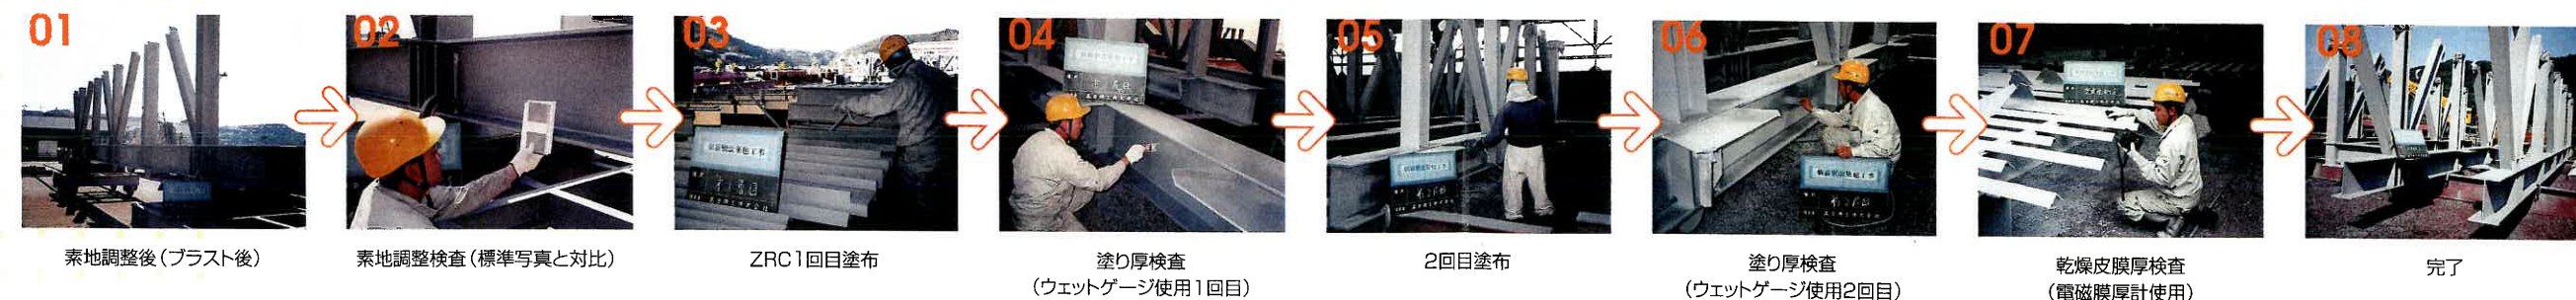 01
素地調整後(ブラスト後)
02
素地調整検査(標準写真と対比)
03
ZRC1回目塗布
04
塗り厚検査
(ウェットゲージ使用1回目)
05
2回目塗布
06
塗り厚検査
(ウェットゲージ使用2回目)
07
乾燥皮膜厚検査
(電磁膜厚計使用)
08
完了